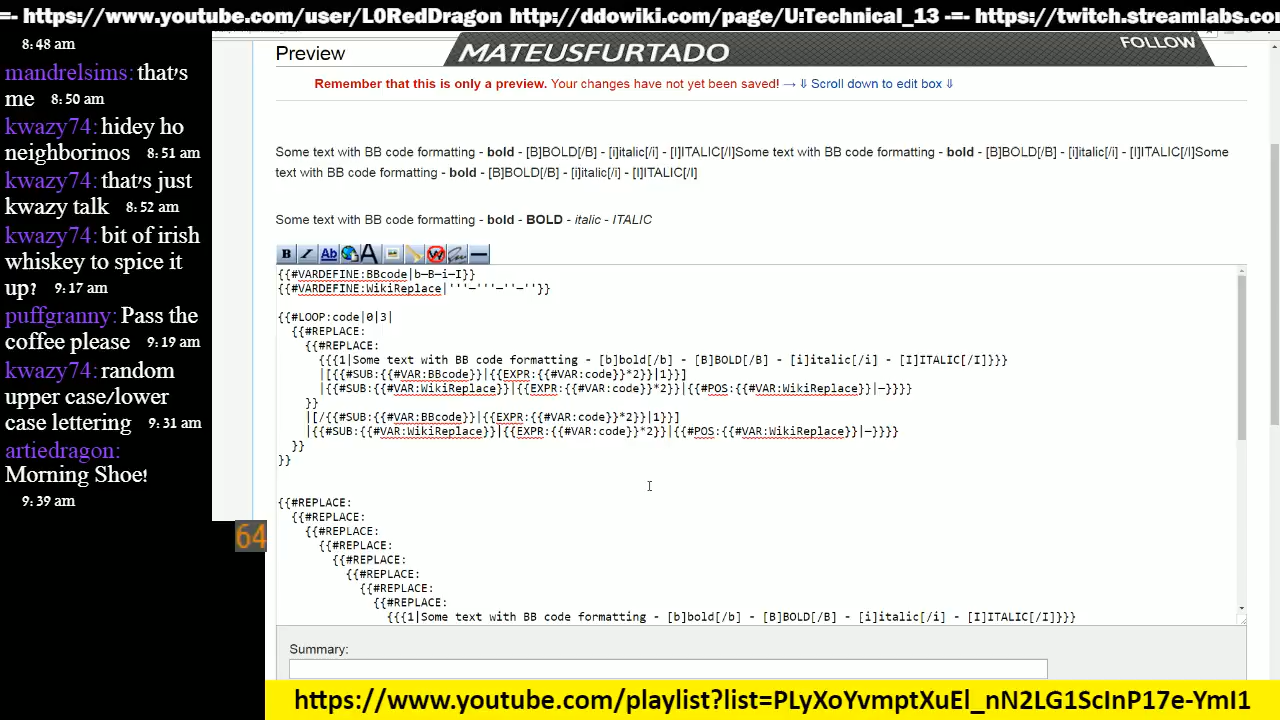 =- https://www.youtube.com/user/L0RedDragon http://ddowiki.com/page/U:Technical_13 -=- https://twitch.streamlabs.co
8:48 am
mandrelsims: that's
me 8:50 am
kwazy74: hidey ho
neighborinos 8:51 am
kwazy74: that's just
kwazy talk 8:52 am
kwazy74: bit of irish
whiskey to spice it
up? 9:17 am
puffgranny: Pass the
coffee please 9:19 am
kwazy74: random
upper case/lower
case lettering 9:31 am
artiedragon:
Morning Shoe!
9:39 am
64
Preview
MATEUSFURTADO
FOLLOW
Remember that this is only a preview. Your changes have not yet been saved! → ⇓ Scroll down to edit box ⇓
Some text with BB code formatting - bold - [B]BOLD[/B] - [i]italic[/i] - [I]ITALIC[/I]Some text with BB code formatting - bold - [B]BOLD[/B] - [i]italic[/i] - [I]ITALIC[/I]Some
text with BB code formatting - bold - [B]BOLD[/B] - [i]italic[/i] - [I]ITALIC[/I]
Some text with BB code formatting - bold - BOLD - italic - ITALIC
B I Ab A W
{{#VARDEFINE:BBcode|b—B—i—I}}
{{#VARDEFINE:WikiReplace|'''—'''—''—''}}
{{#LOOP:code|0|3|
{{#REPLACE:
{{#REPLACE:
{{{1|Some text with BB code formatting - [b]bold[/b] - [B]BOLD[/B] - [i]italic[/i] - [I]ITALIC[/I]}}}
|[{{#SUB:{{#VAR:BBcode}}|{{EXPR:{{#VAR:code}}*2}}|1}}]
|{{#SUB:{{#VAR:WikiReplace}}|{{EXPR:{{#VAR:code}}*2}}|{{#POS:{{#VAR:WikiReplace}}|—}}}}
}}
|[/{{#SUB:{{#VAR:BBcode}}|{{EXPR:{{#VAR:code}}*2}}|1}}]
|{{#SUB:{{#VAR:WikiReplace}}|{{EXPR:{{#VAR:code}}*2}}|{{#POS:{{#VAR:WikiReplace}}|—}}}}
}}
}}
{{#REPLACE:
{{#REPLACE:
{{#REPLACE:
{{#REPLACE:
{{#REPLACE:
{{#REPLACE:
{{#REPLACE:
{{#REPLACE:
{{{1|Some text with BB code formatting - [b]bold[/b] - [B]BOLD[/B] - [i]italic[/i] - [I]ITALIC[/I]}}}
Summary:
https://www.youtube.com/playlist?list=PLyXoYvmptXuEl_nN2LG1ScInP17e-YmI1